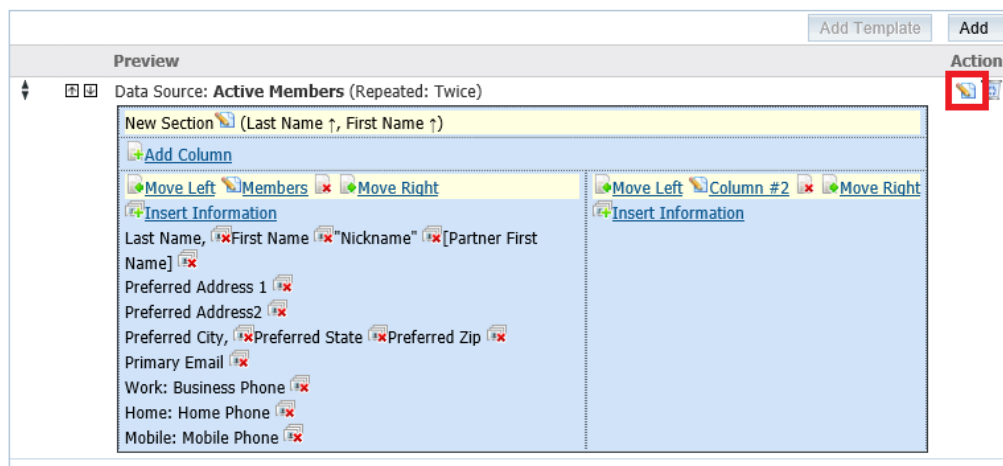 Add Template Add
Preview Action
Data Source: Active Members (Repeated: Twice)
New Section (Last Name ↑, First Name ↑)
Add Column
Move Left Members Move Right
Move Left Column #2 Move Right
Insert Information
Insert Information
Last Name, First Name "Nickname" [Partner First
Name]
Preferred Address 1
Preferred Address2
Preferred City, Preferred State Preferred Zip
Primary Email
Work: Business Phone
Home: Home Phone
Mobile: Mobile Phone